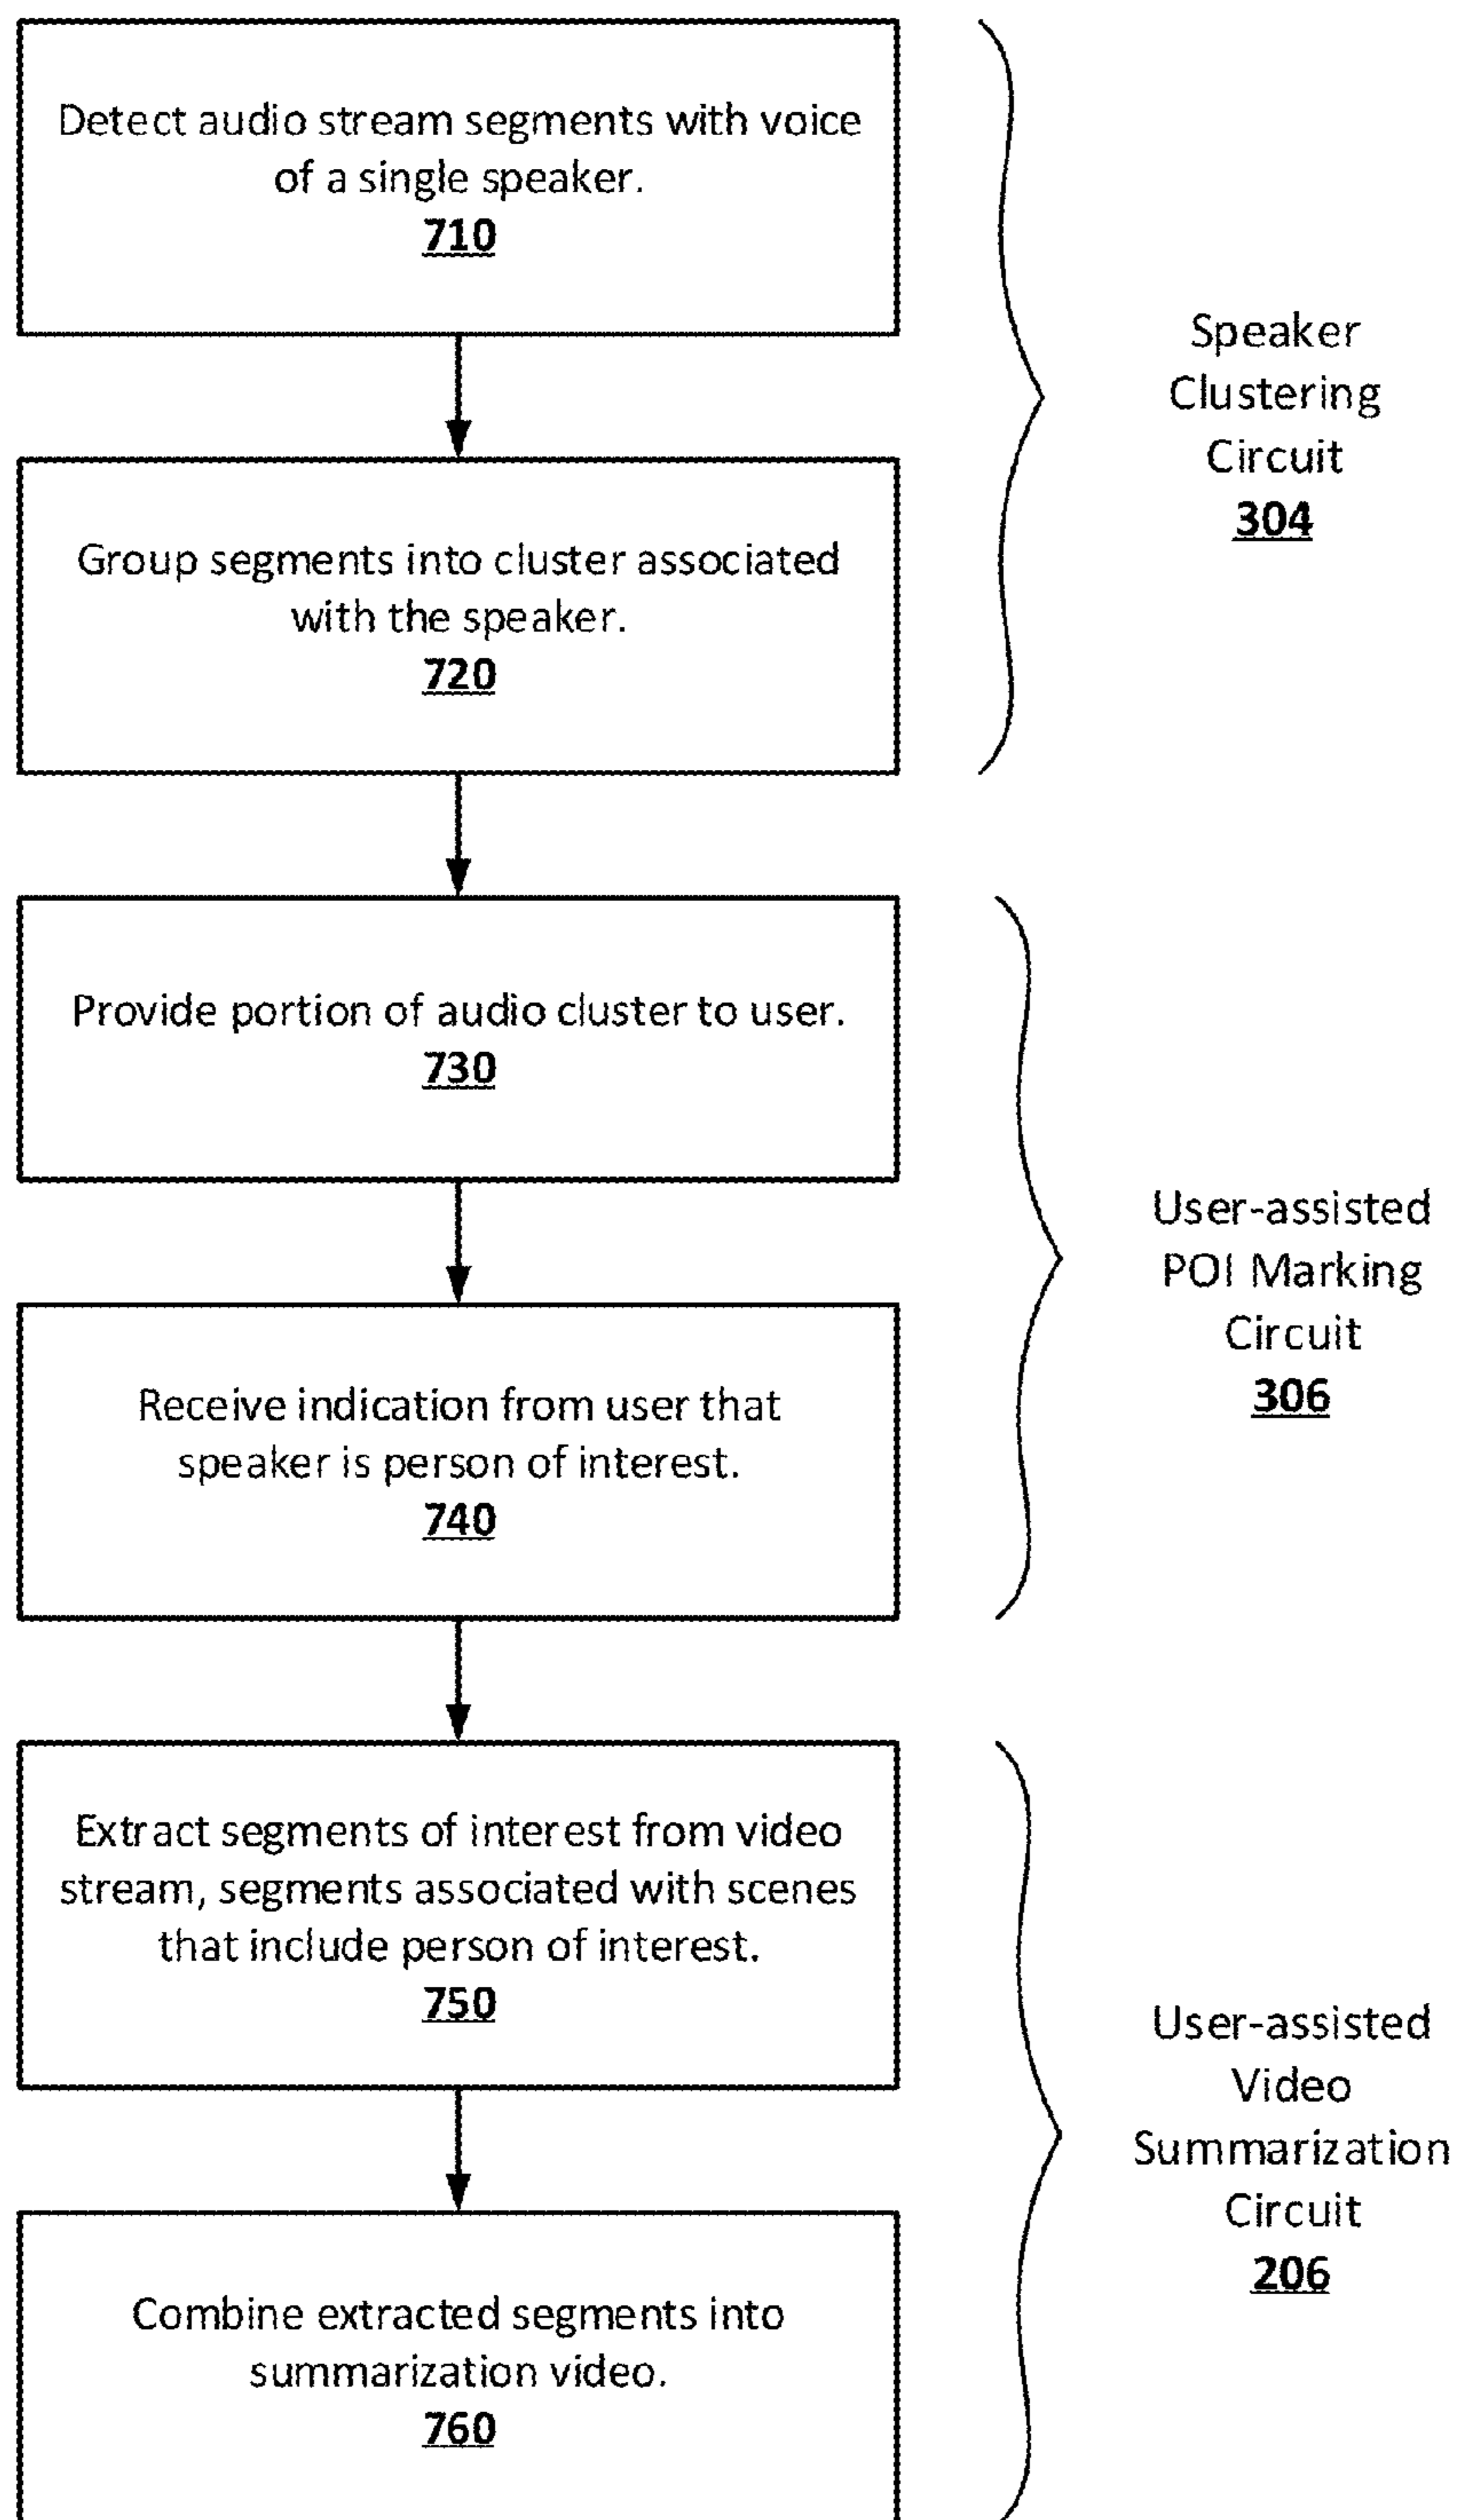 Detect audio stream segments with voice
of a single speaker.
710
Speaker
Clustering
Circuit
304
Group segments into cluster associated
with the speaker.
720
Provide portion of audio cluster to user.
730
User-assisted
POI Marking
Circuit
306
Receive indication from user that
speaker is person of interest.
740
Extract segments of interest from video
stream, segments associated with scenes
that include person of interest.
750
User-assisted
Video
Summarization
Circuit
206
Combine extracted segments into
summarization video.
760